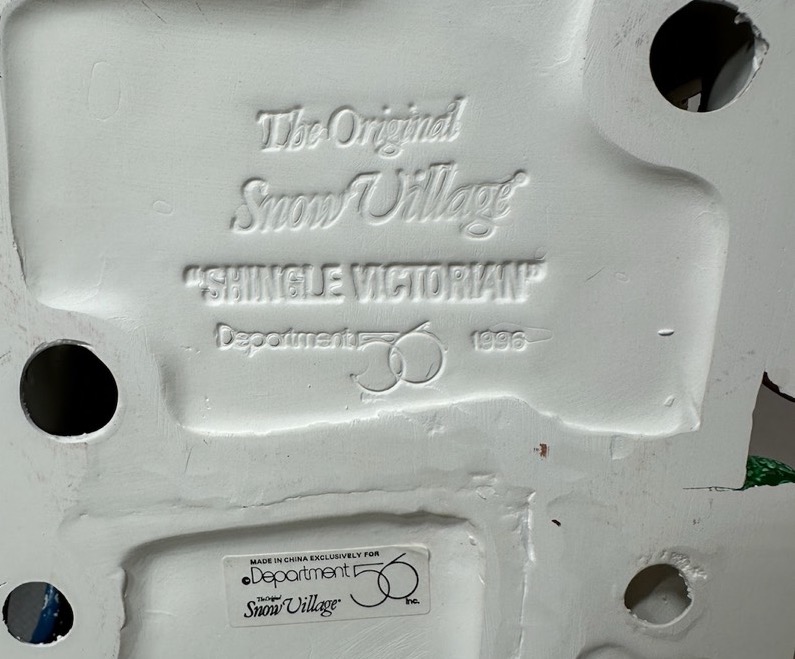 The Original
Snow Village®
"SHINGLE VICTORIAN"
Department 56 1996
MADE IN CHINA EXCLUSIVELY FOR
©Department 56 Inc.
The Original
Snow Village®